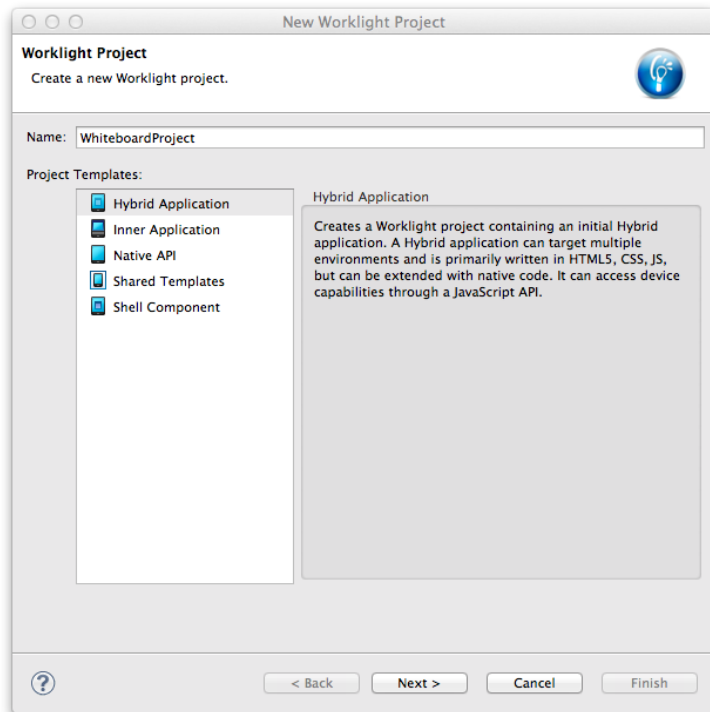 New Worklight Project
Worklight Project
Create a new Worklight project.
Name: WhiteboardProject
Project Templates:
Hybrid Application
Inner Application
Native API
Shared Templates
Shell Component
Hybrid Application
Creates a Worklight project containing an initial Hybrid
application. A Hybrid application can target multiple
environments and is primarily written in HTML5, CSS, JS,
but can be extended with native code. It can access device
capabilities through a JavaScript API.
?
< Back
Next >
Cancel
Finish